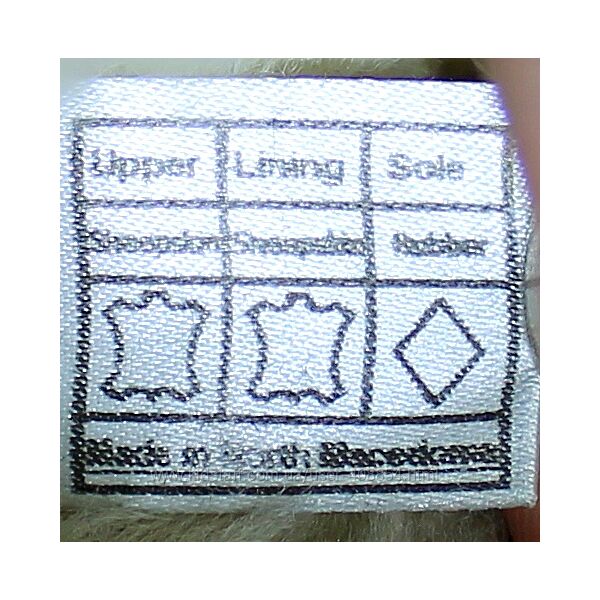 Upper Lining Sole
Sheepskin Sheepskin Rubber
Made in North Macedonia